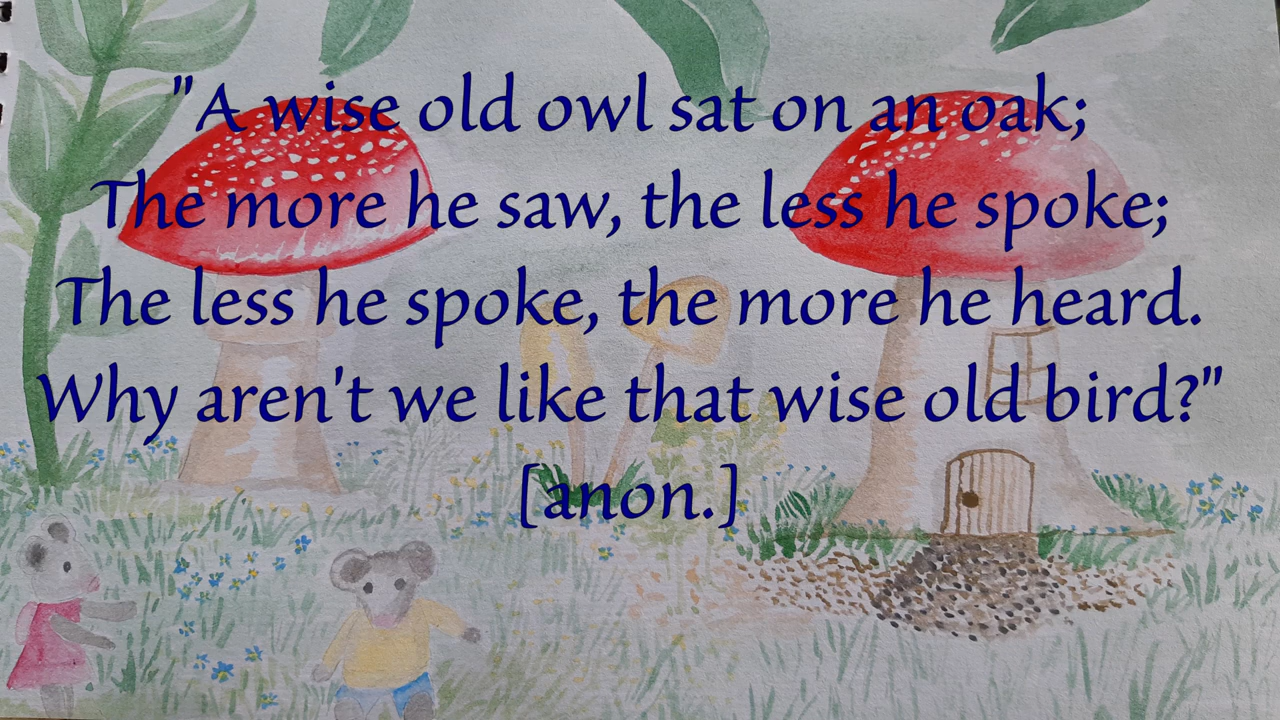 "A wise old owl sat on an oak;
The more he saw, the less he spoke;
The less he spoke, the more he heard.
Why aren't we like that wise old bird?"
[anon.]